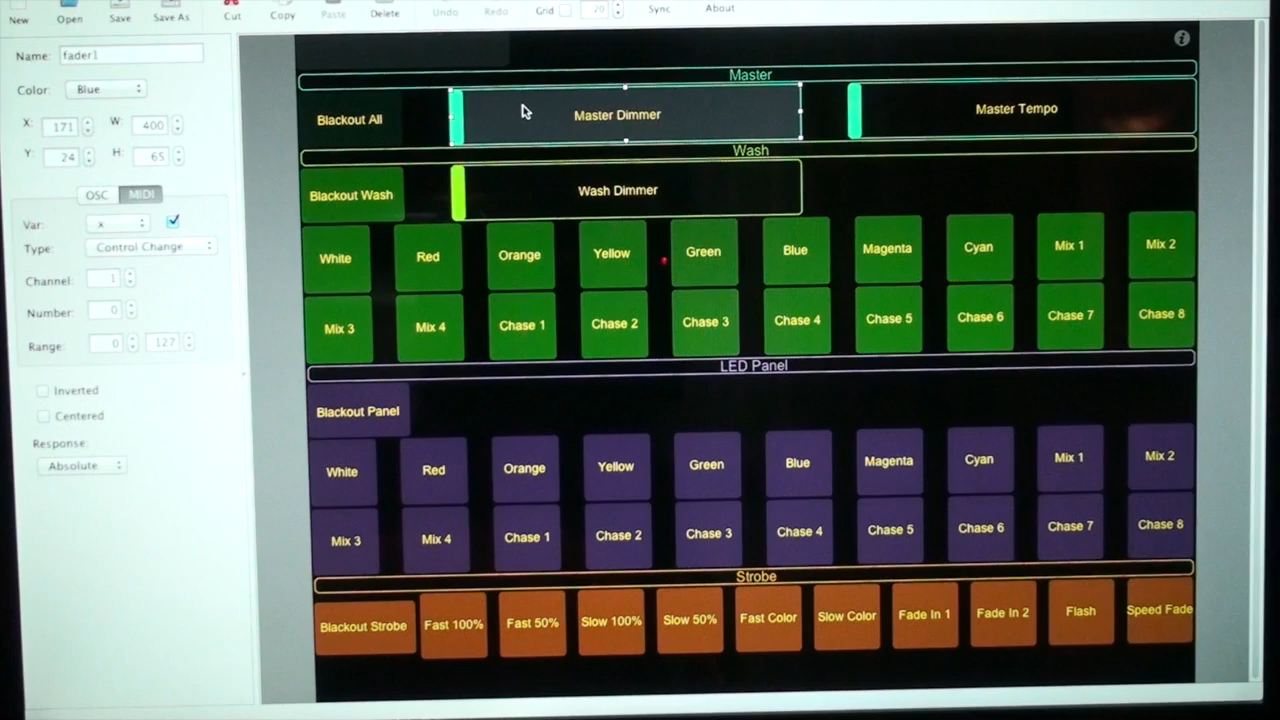 New Open Save Save As Cut Copy Paste Delete Undo Redo Grid 20 Sync About
Name: fader1
Color: Blue
X: 171 W: 400
Y: 24 H: 65
OSC MIDI
Var: x
Type: Control Change
Channel: 1
Number: 0
Range: 0 127
Inverted
Centered
Response:
Absolute
i
Master
Blackout All Master Dimmer Master Tempo
Wash
Blackout Wash Wash Dimmer
White Red Orange Yellow Green Blue Magenta Cyan Mix 1 Mix 2
Mix 3 Mix 4 Chase 1 Chase 2 Chase 3 Chase 4 Chase 5 Chase 6 Chase 7 Chase 8
LED Panel
Blackout Panel
White Red Orange Yellow Green Blue Magenta Cyan Mix 1 Mix 2
Mix 3 Mix 4 Chase 1 Chase 2 Chase 3 Chase 4 Chase 5 Chase 6 Chase 7 Chase 8
Strobe
Blackout Strobe Fast 100% Fast 50% Slow 100% Slow 50% Fast Color Slow Color Fade In 1 Fade In 2 Flash Speed Fade